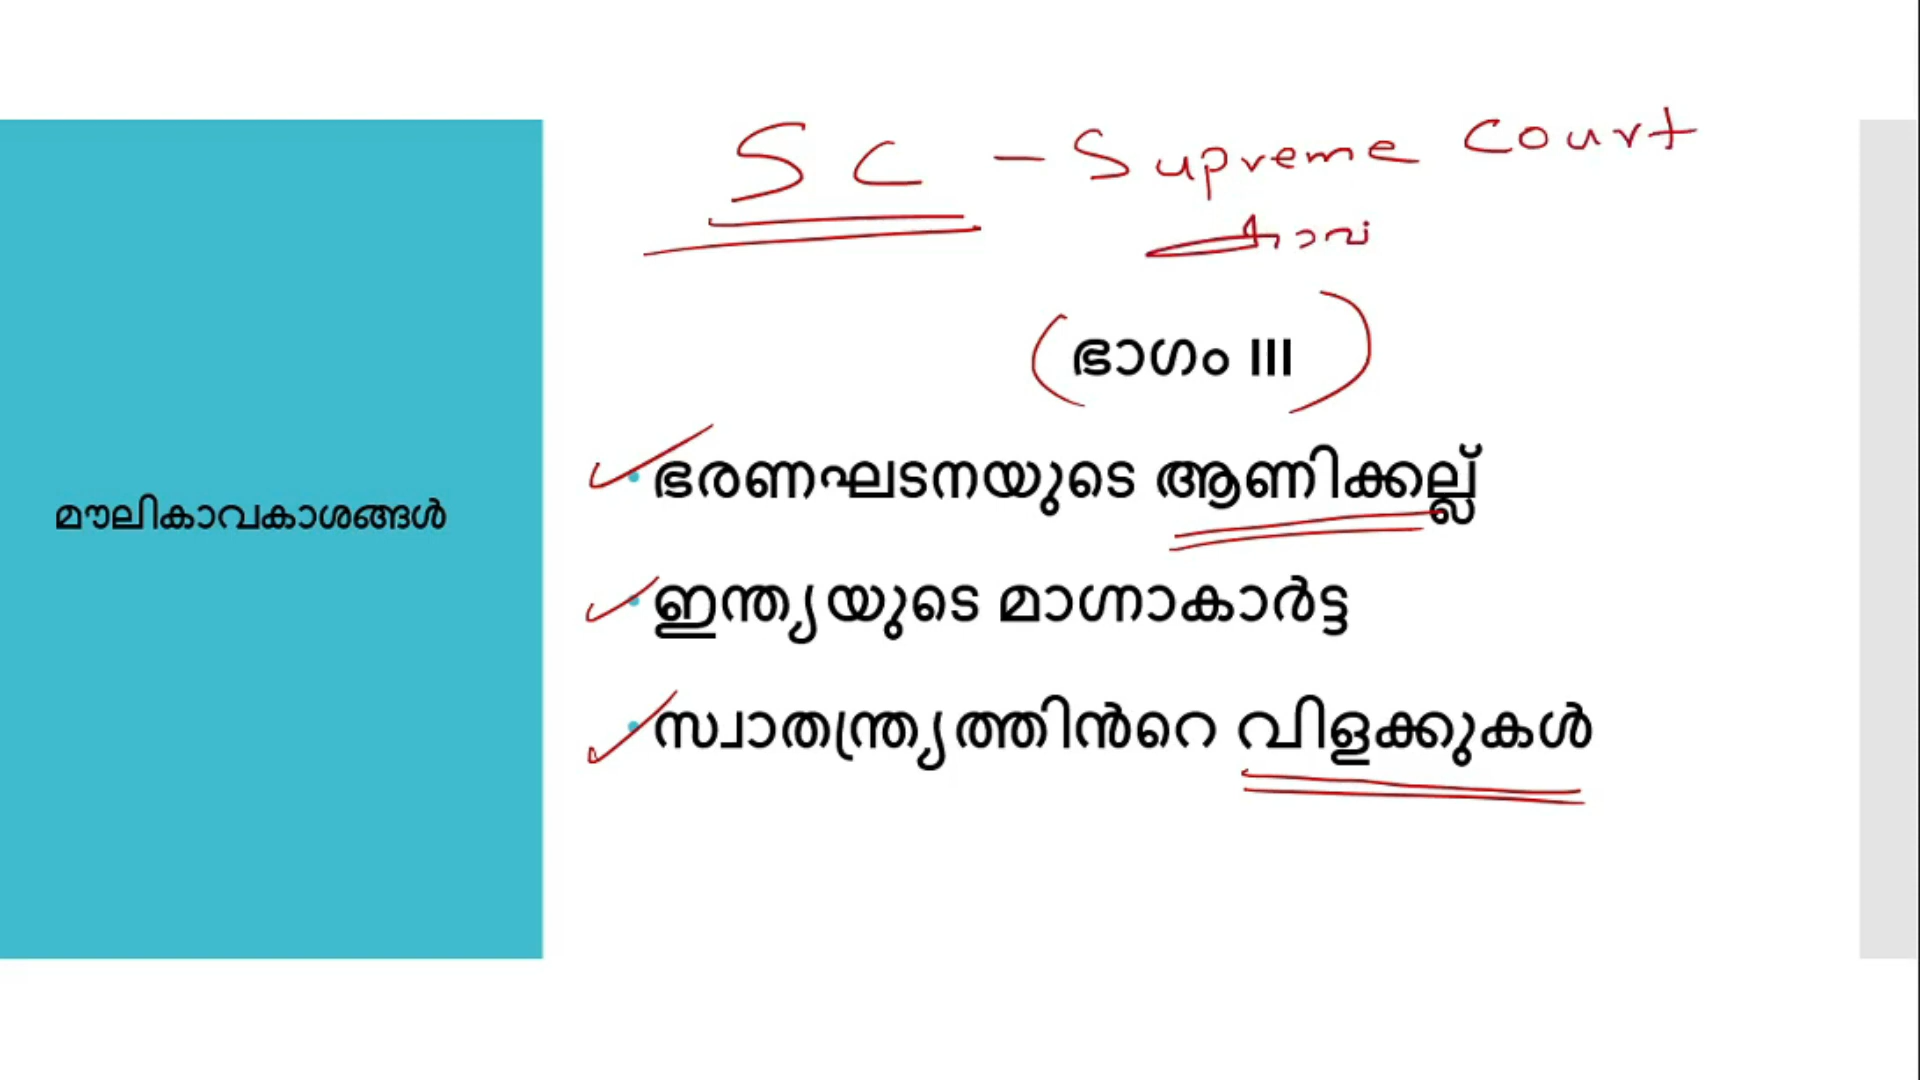 SC - Supreme Court
ഭാഗം III
ഭരണഘടനയുടെ ആണിക്കല്ല്
മൗലികാവകാശങ്ങൾ
ഇന്ത്യയുടെ മാഗ്നാകാർട്ട
സ്വാതന്ത്ര്യത്തിൻറെ വിളക്കുകൾ